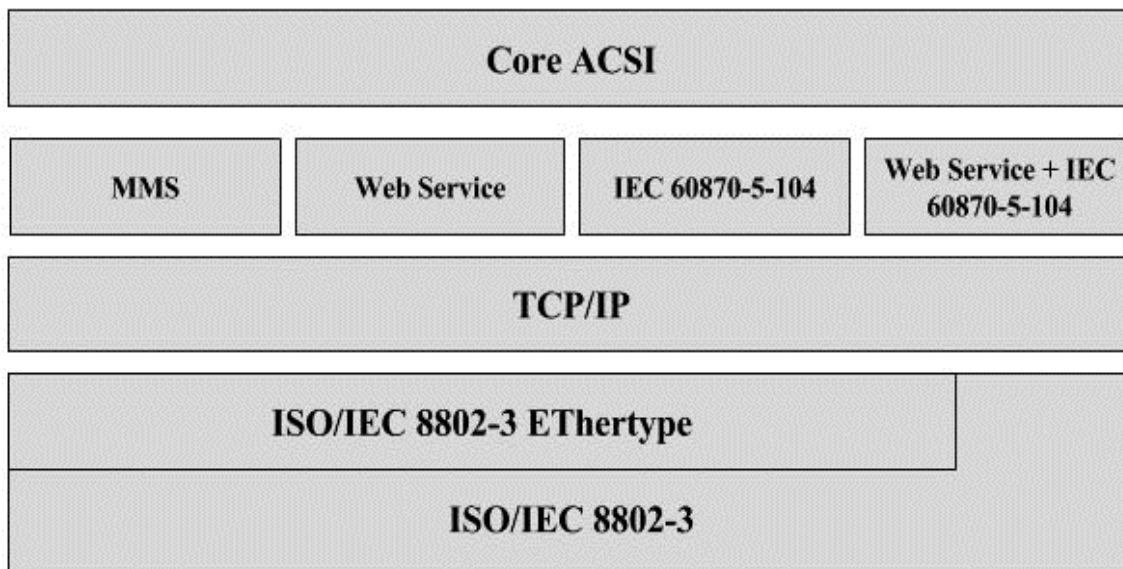 Core ACSI
MMS
Web Service
IEC 60870-5-104
Web Service + IEC
60870-5-104
TCP/IP
ISO/IEC 8802-3 EThertype
ISO/IEC 8802-3